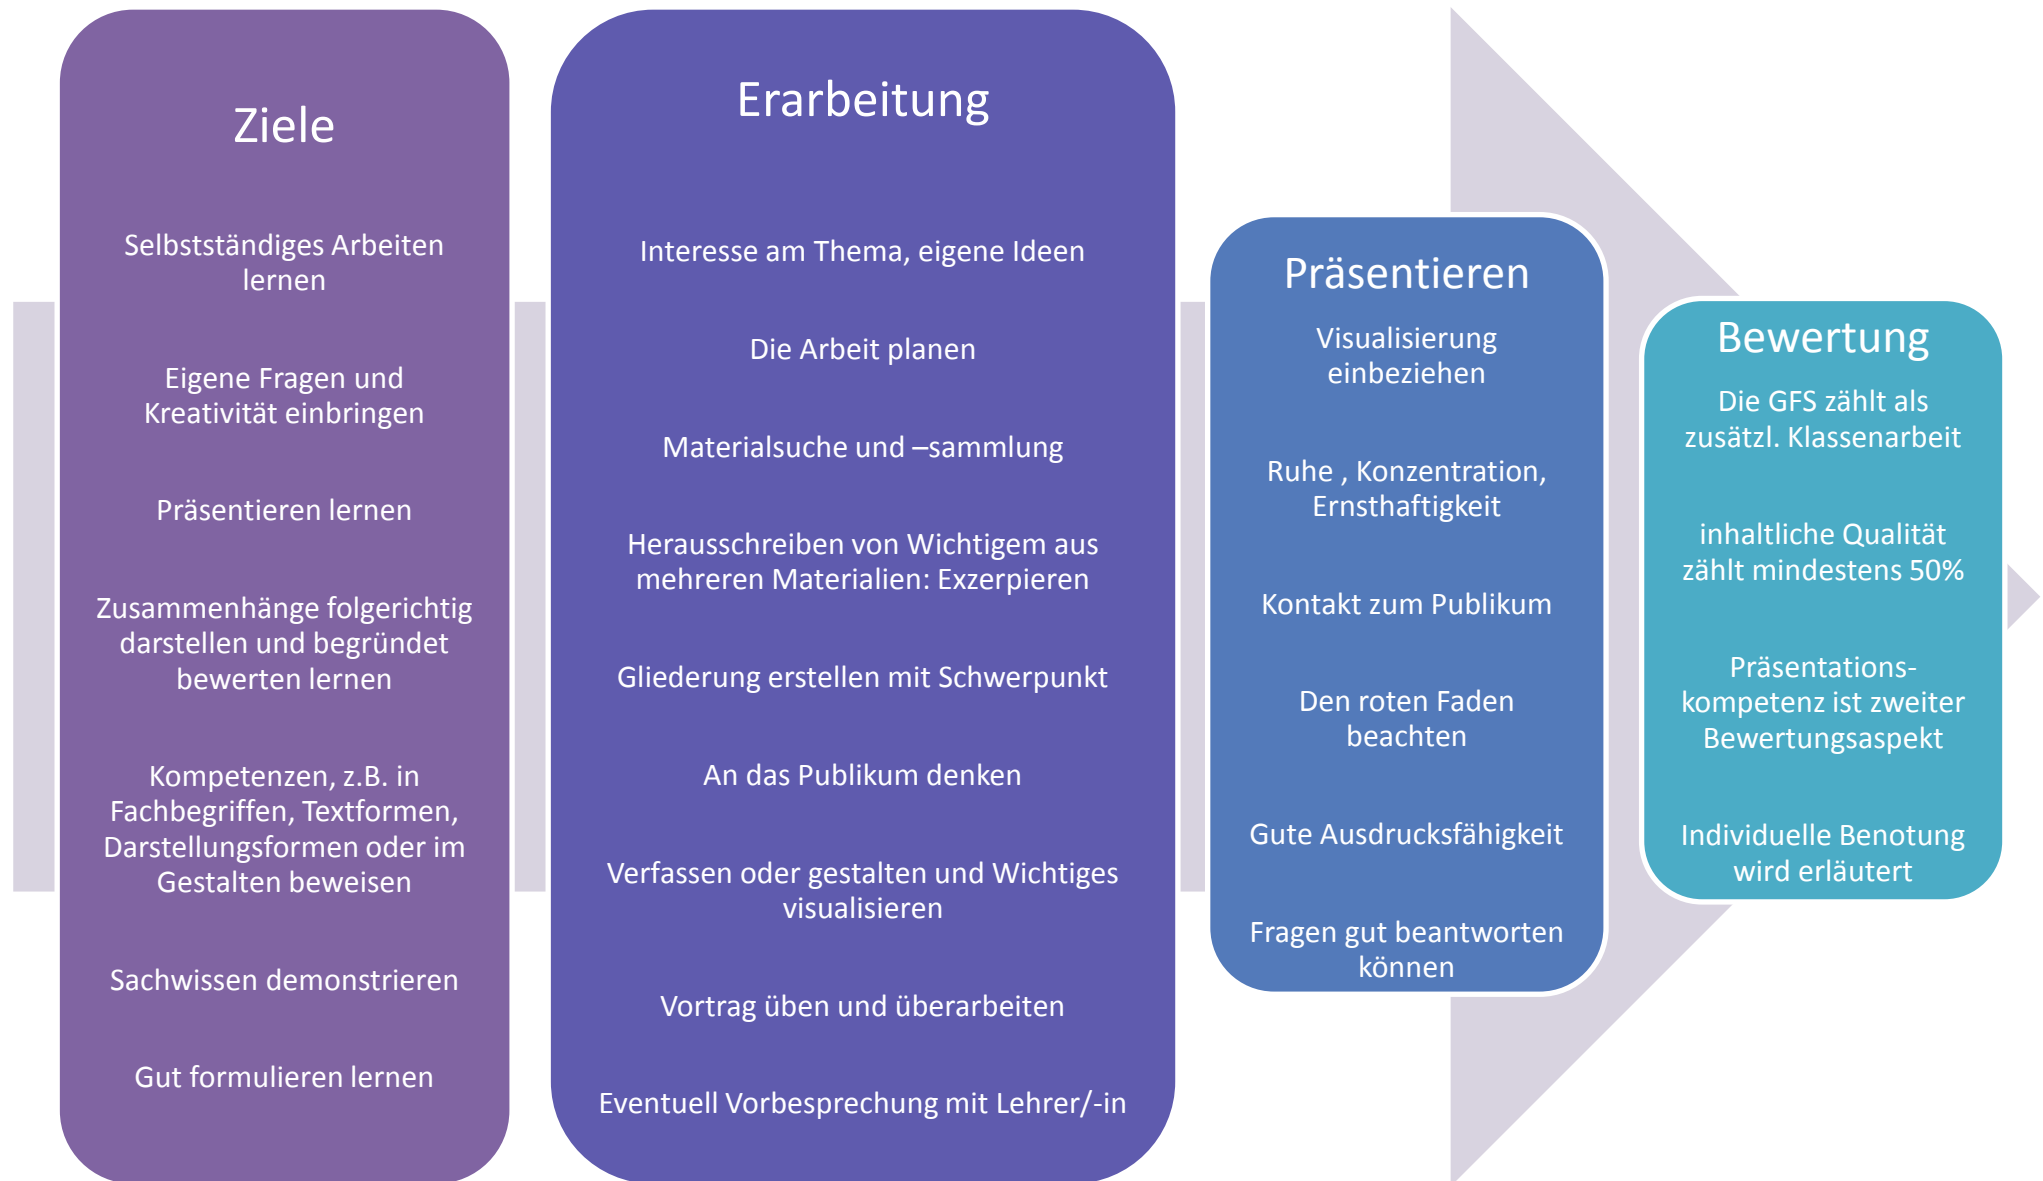 Ziele
Selbstständiges Arbeiten
lernen
Eigene Fragen und
Kreativität einbringen
Präsentieren lernen
Zusammenhänge folgerichtig
darstellen und begründet
bewerten lernen
Kompetenzen, z.B. in
Fachbegriffen, Textformen,
Darstellungsformen oder im
Gestalten beweisen
Sachwissen demonstrieren
Gut formulieren lernen
Erarbeitung
Interesse am Thema, eigene Ideen
Die Arbeit planen
Materialsuche und –sammlung
Herausschreiben von Wichtigem aus
mehreren Materialien: Exzerpieren
Gliederung erstellen mit Schwerpunkt
An das Publikum denken
Verfassen oder gestalten und Wichtiges
visualisieren
Vortrag üben und überarbeiten
Eventuell Vorbesprechung mit Lehrer/-in
Präsentieren
Visualisierung
einbeziehen
Ruhe , Konzentration,
Ernsthaftigkeit
Kontakt zum Publikum
Den roten Faden
beachten
Gute Ausdrucksfähigkeit
Fragen gut beantworten
können
Bewertung
Die GFS zählt als
zusätzl. Klassenarbeit
inhaltliche Qualität
zählt mindestens 50%
Präsentations-
kompetenz ist zweiter
Bewertungsaspekt
Individuelle Benotung
wird erläutert